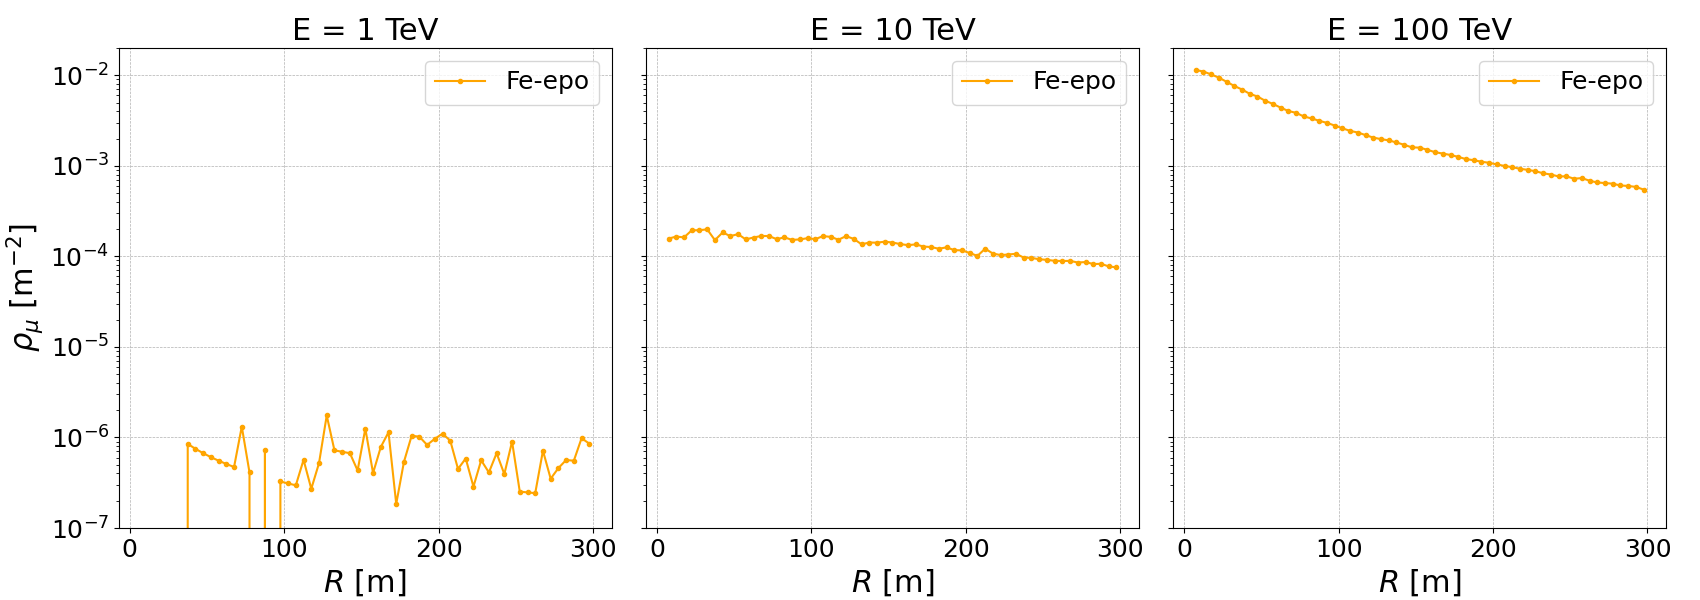 E = 1 TeV
E = 10 TeV
E = 100 TeV
Fe-epo
Fe-epo
Fe-epo
ρμ [m⁻²]
10⁻²
10⁻³
10⁻⁴
10⁻⁵
10⁻⁶
10⁻⁷
0 100 200 300
0 100 200 300
0 100 200 300
R [m]
R [m]
R [m]